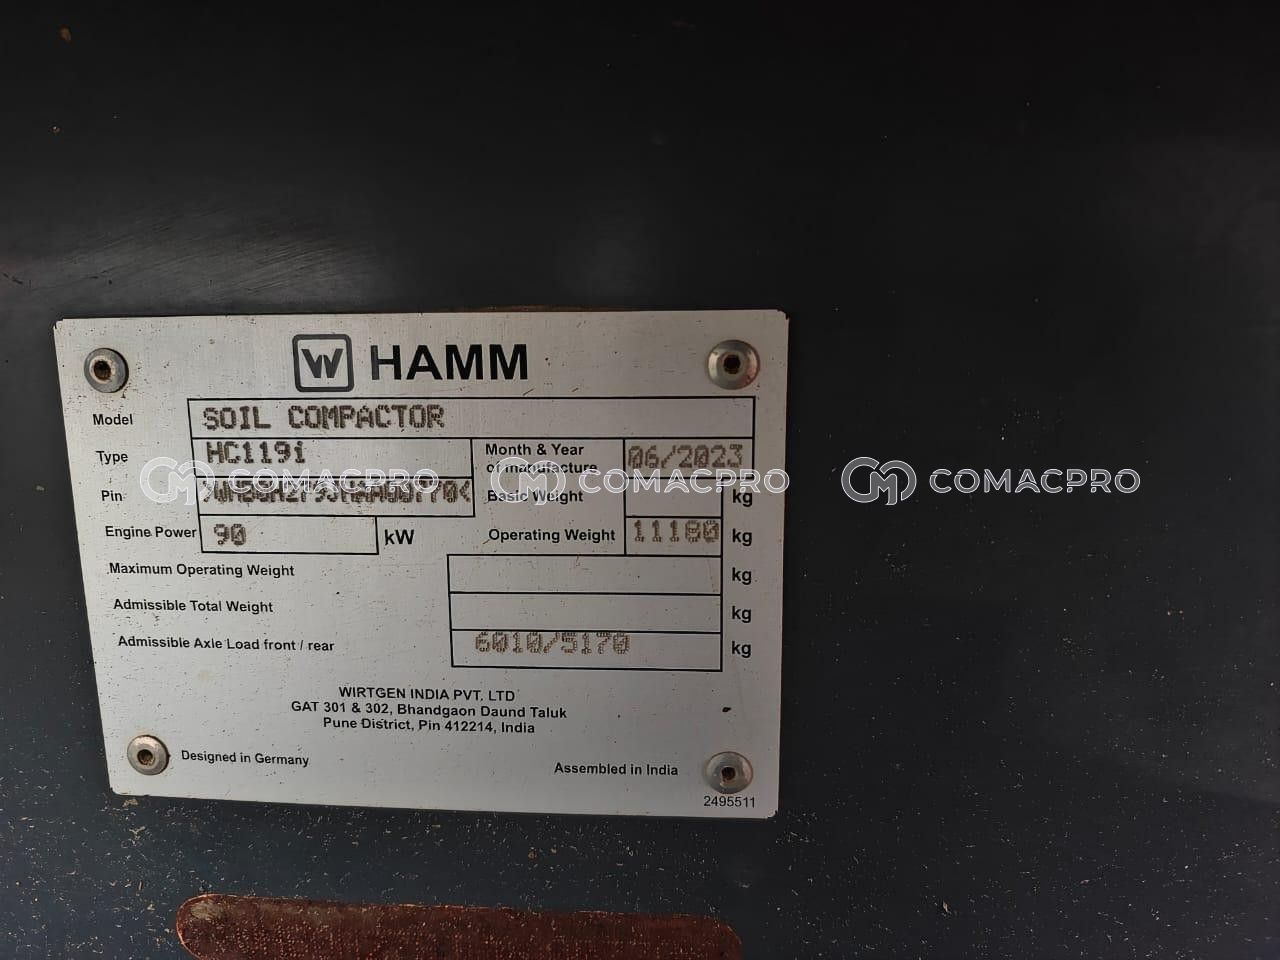 HAMM
Model SOIL COMPACTOR
Type HC119i Month & Year of manufacture 06/2023
Pin Basic Weight kg
Engine Power 90 kW Operating Weight 11180 kg
Maximum Operating Weight kg
Admissible Total Weight kg
Admissible Axle Load front / rear 6010/5170 kg
WIRTGEN INDIA PVT. LTD
GAT 301 & 302, Bhandgaon Daund Taluk
Pune District, Pin 412214, India
Designed in Germany
Assembled in India
2495511
COMACPRO COMACPRO COMACPRO